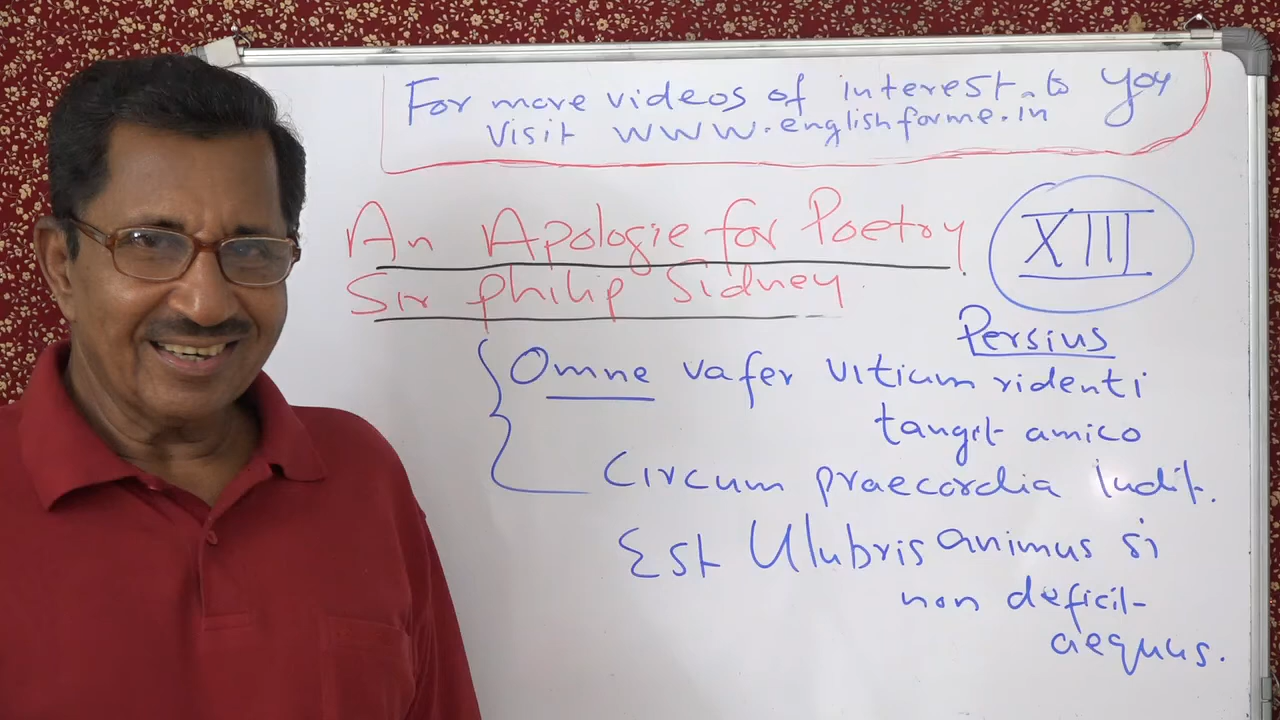 For more videos of interest to you
Visit www.englishforme.in
An Apologie for Poetry
XIII
Sir Philip Sidney
Persius
Omne vafer vitium ridenti
tangit amico
Circum praecordia ludit.
Est Ulubris animus si
non deficit
aequus.